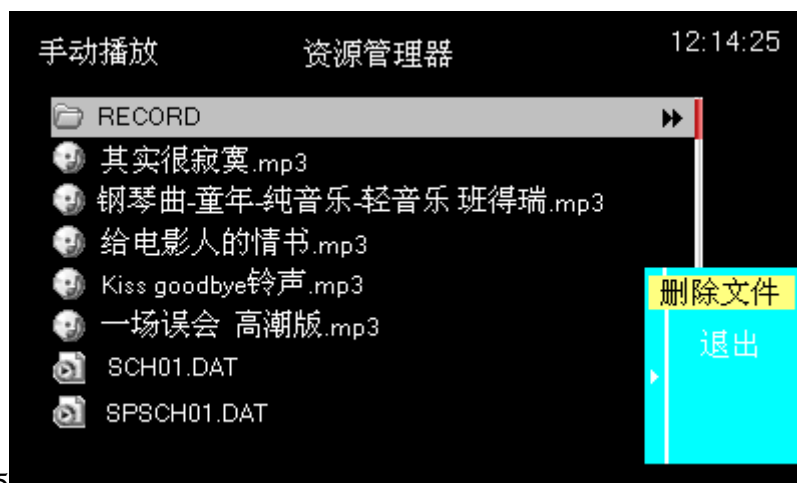 手动播放 资源管理器 12:14:25
RECORD
其实很寂寞.mp3
钢琴曲-童年-纯音乐-轻音乐 班得瑞.mp3
给电影人的情书.mp3
Kiss goodbye铃声.mp3
一场误会 高潮版.mp3
SCH01.DAT
SPSCH01.DAT
删除文件
退出